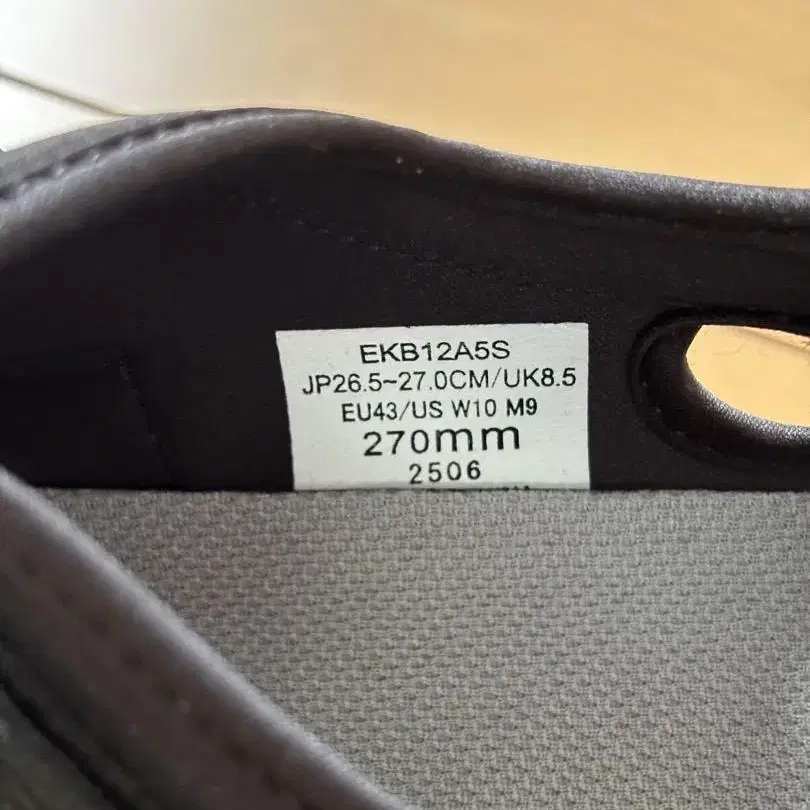 EKB12A5S
JP26.5~27.0CM/UK8.5
EU43/US W10 M9
270mm
2506